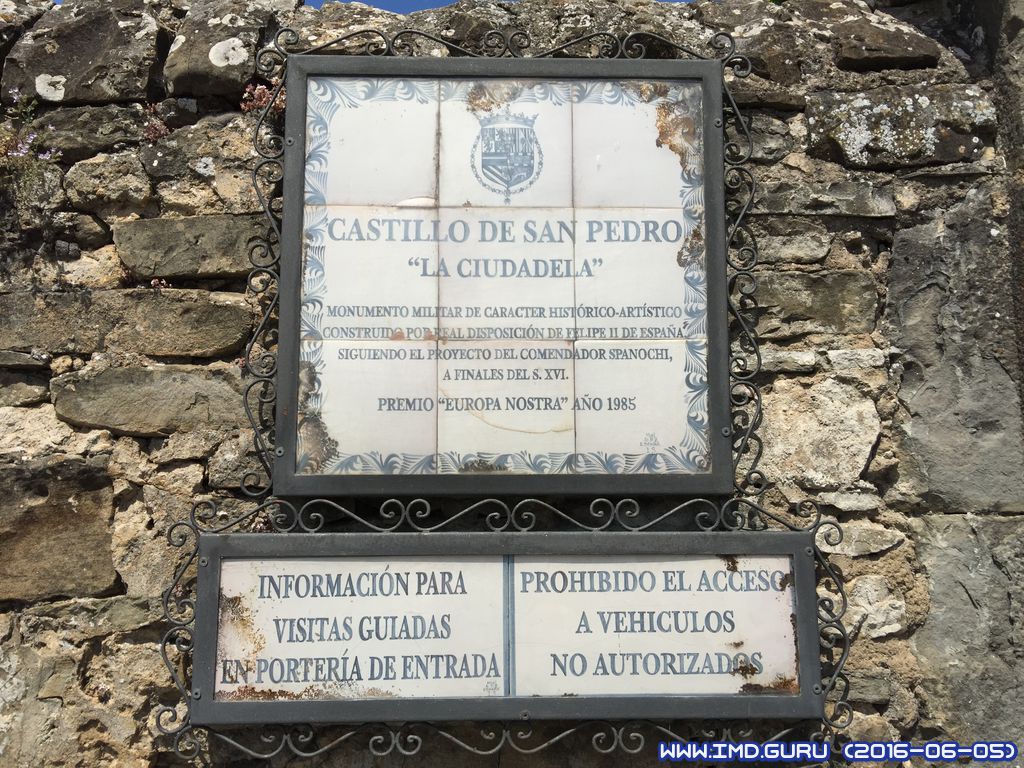 CASTILLO DE SAN PEDRO
“LA CIUDADELA”
MONUMENTO MILITAR DE CARACTER HISTÓRICO-ARTÍSTICO
CONSTRUIDO POR REAL DISPOSICIÓN DE FELIPE II DE ESPAÑA,
SIGUIENDO EL PROYECTO DEL COMENDADOR SPANOCHI,
A FINALES DEL S. XVI.
PREMIO “EUROPA NOSTRA” AÑO 1985
INFORMACIÓN PARA
VISITAS GUIADAS
EN PORTERÍA DE ENTRADA
PROHIBIDO EL ACCESO
A VEHICULOS
NO AUTORIZADOS
WWW.IMD.GURU (2016-06-05)